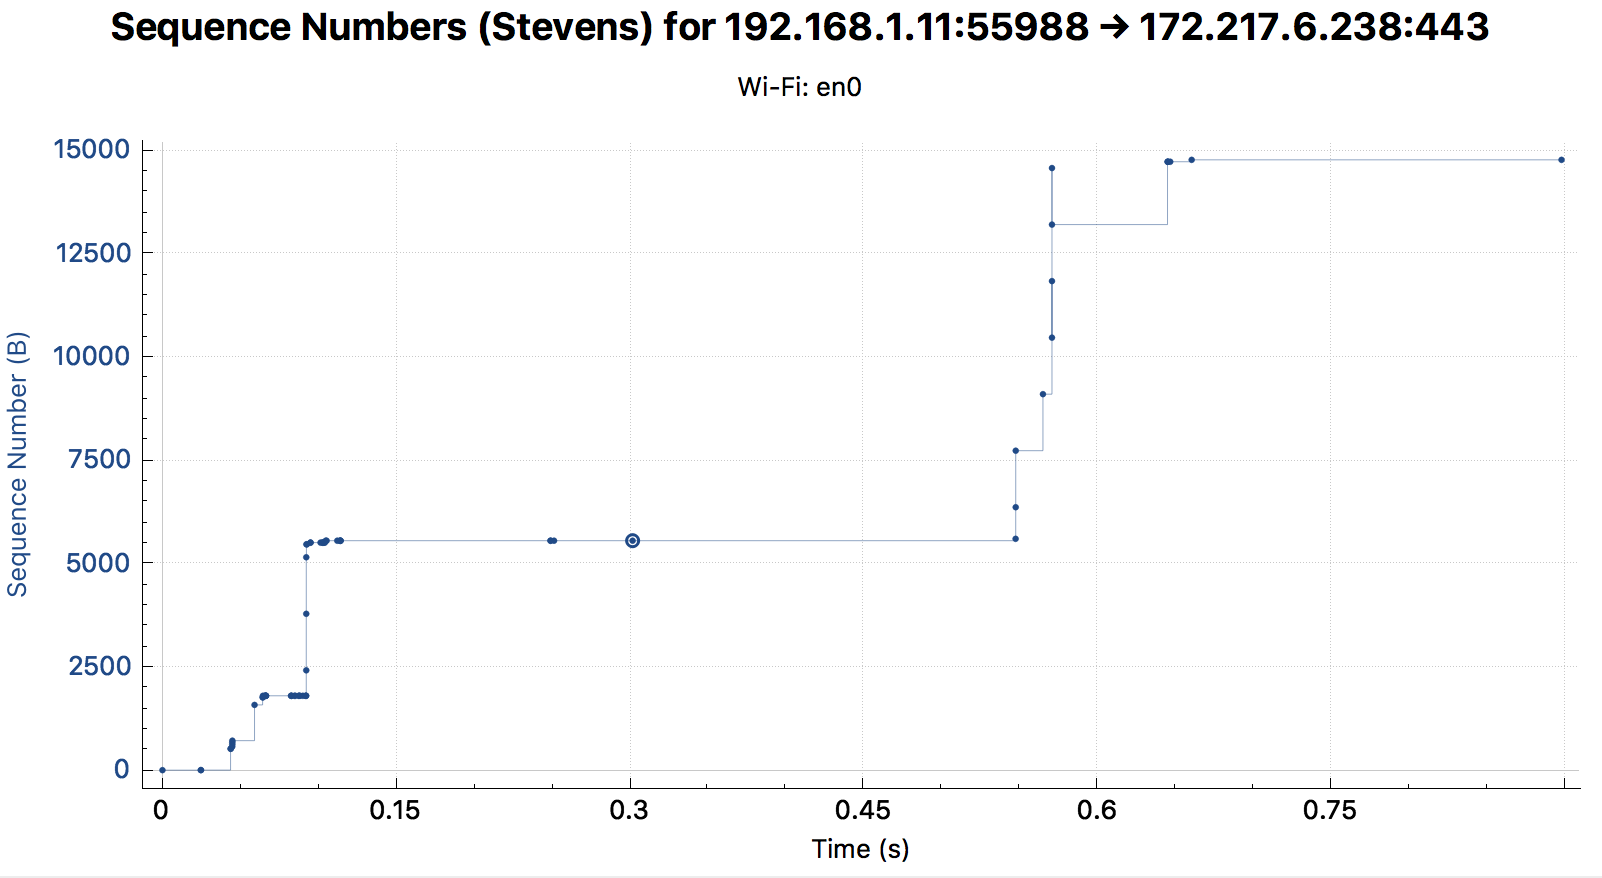 Sequence Numbers (Stevens) for 192.168.1.11:55988 → 172.217.6.238:443
Wi-Fi: en0
Sequence Number (B)
15000
12500
10000
7500
5000
2500
0
0 0.15 0.3 0.45 0.6 0.75
Time (s)